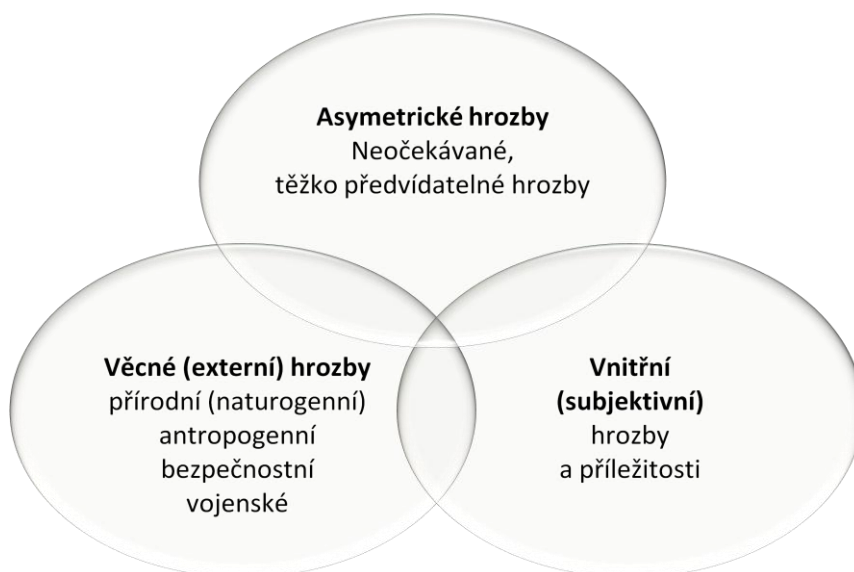 Asymetrické hrozby
Neočekávané,
těžko předvídatelné hrozby
Věcné (externí) hrozby
přírodní (naturogenní)
antropogenní
bezpečnostní
vojenské
Vnitřní
(subjektivní)
hrozby
a příležitosti